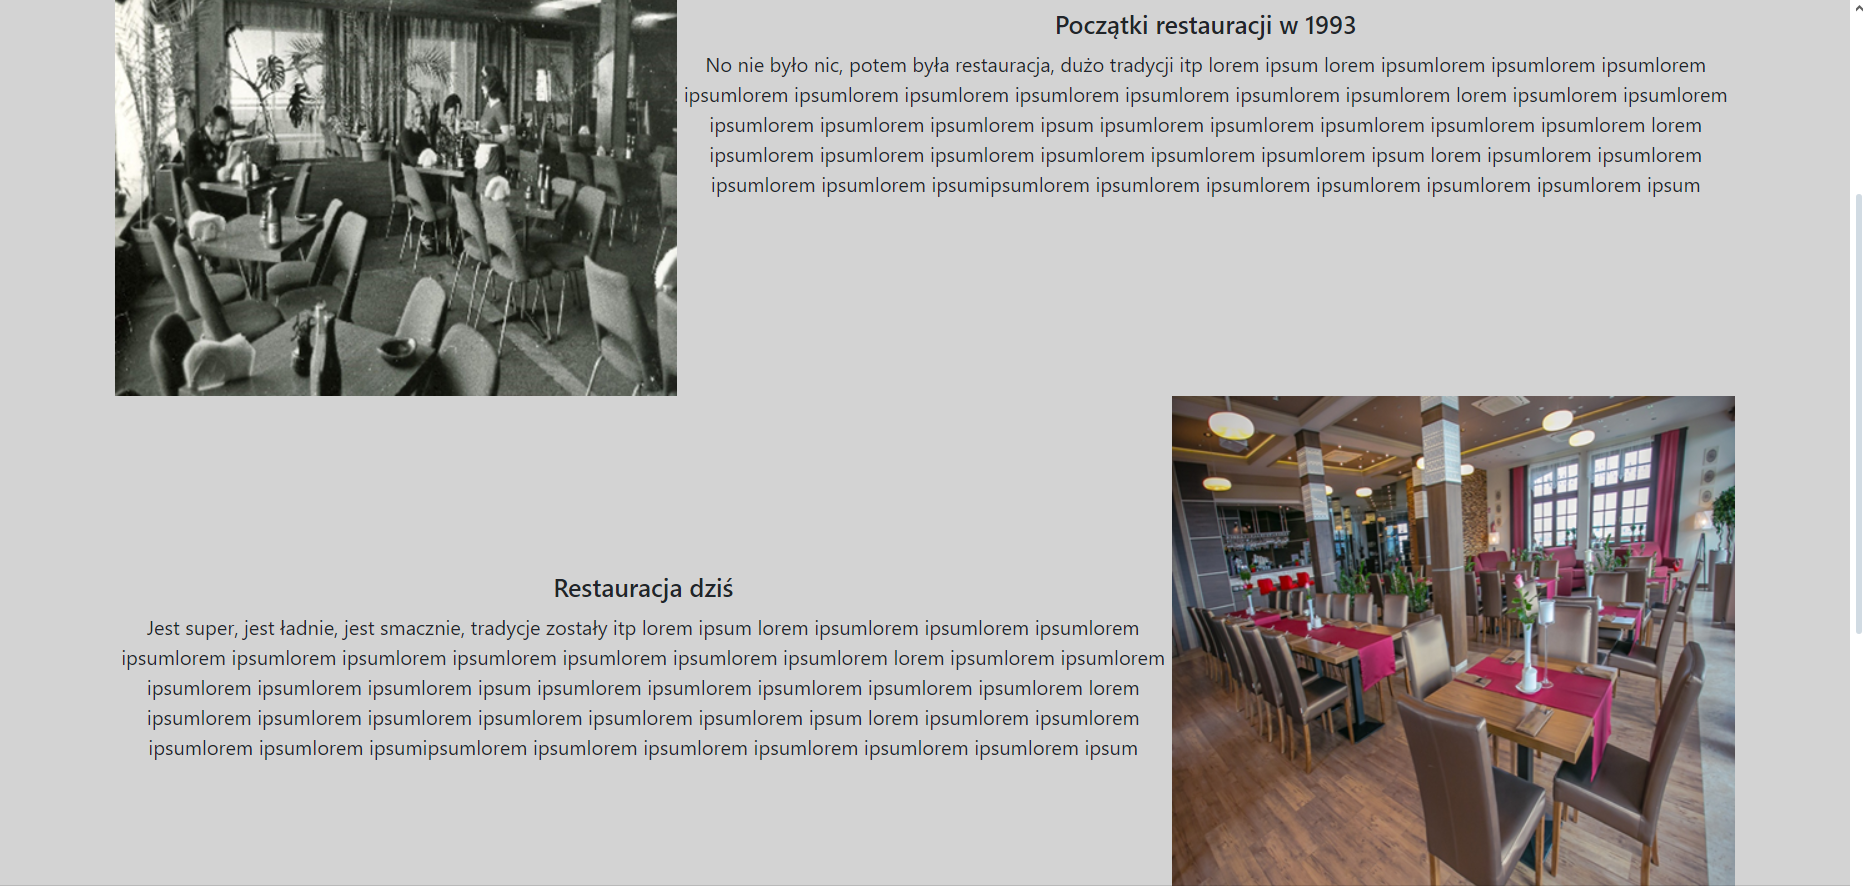 Początki restauracji w 1993
No nie było nic, potem była restauracja, dużo tradycji itp lorem ipsum lorem ipsumlorem ipsumlorem ipsumlorem
ipsumlorem ipsumlorem ipsumlorem ipsumlorem ipsumlorem ipsumlorem ipsumlorem lorem ipsumlorem ipsumlorem
ipsumlorem ipsumlorem ipsumlorem ipsum ipsumlorem ipsumlorem ipsumlorem ipsumlorem ipsumlorem lorem
ipsumlorem ipsumlorem ipsumlorem ipsumlorem ipsumlorem ipsumlorem ipsum lorem ipsumlorem ipsumlorem
ipsumlorem ipsumlorem ipsumipsumlorem ipsumlorem ipsumlorem ipsumlorem ipsumlorem ipsumlorem ipsum
Restauracja dziś
Jest super, jest ładnie, jest smacznie, tradycje zostały itp lorem ipsum lorem ipsumlorem ipsumlorem ipsumlorem
ipsumlorem ipsumlorem ipsumlorem ipsumlorem ipsumlorem ipsumlorem ipsumlorem lorem ipsumlorem ipsumlorem
ipsumlorem ipsumlorem ipsumlorem ipsum ipsumlorem ipsumlorem ipsumlorem ipsumlorem ipsumlorem lorem
ipsumlorem ipsumlorem ipsumlorem ipsumlorem ipsumlorem ipsumlorem ipsum lorem ipsumlorem ipsumlorem
ipsumlorem ipsumlorem ipsumipsumlorem ipsumlorem ipsumlorem ipsumlorem ipsumlorem ipsumlorem ipsum